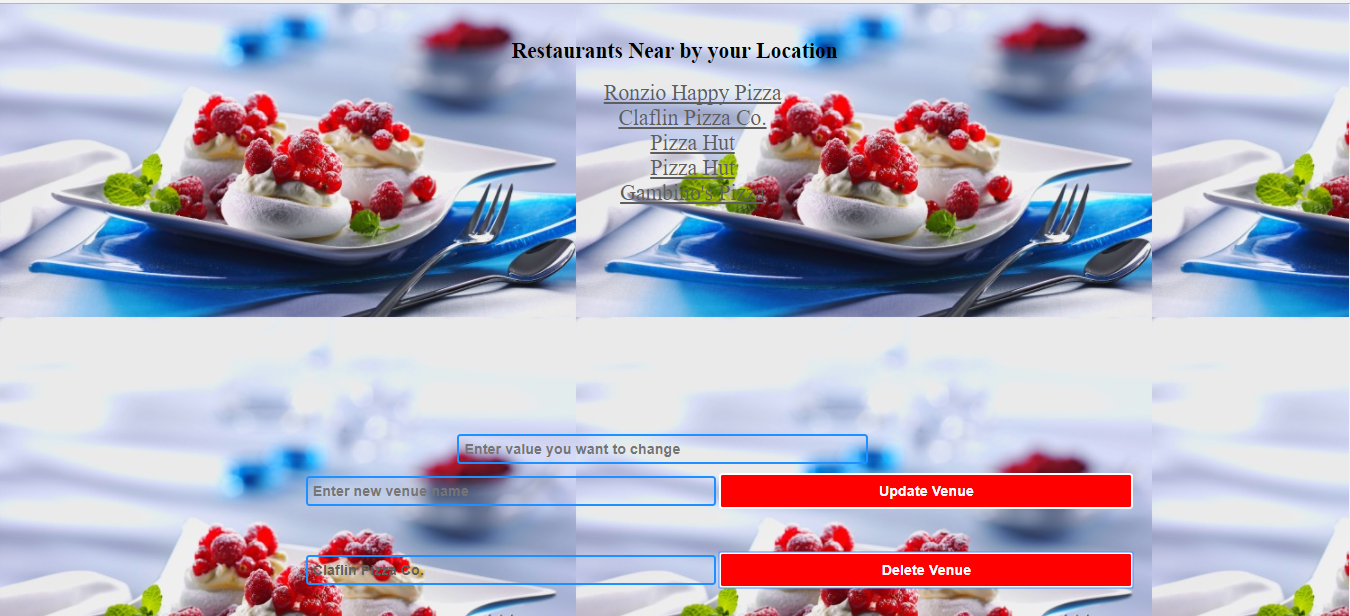 Restaurants Near by your Location
Ronzio Happy Pizza
Claflin Pizza Co.
Pizza Hut
Pizza Hut
Gambino's Pizza
Enter value you want to change
Enter new venue name
Update Venue
Claflin Pizza Co.
Delete Venue